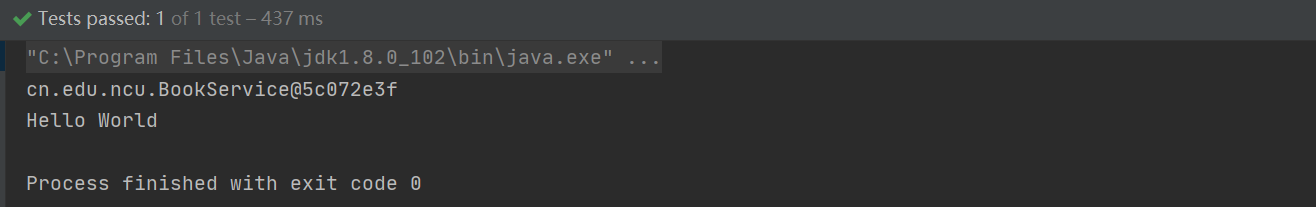 Tests passed: 1 of 1 test – 437 ms
"C:\Program Files\Java\jdk1.8.0_102\bin\java.exe" ...
cn.edu.ncu.BookService@5c072e3f
Hello World
Process finished with exit code 0